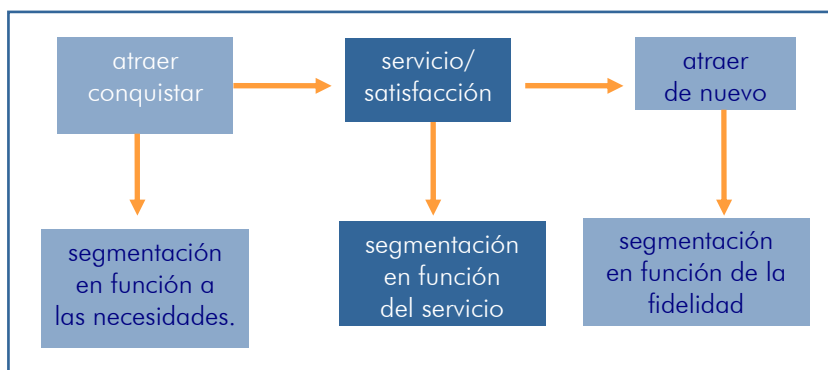 atraer
conquistar
servicio/
satisfacción
atraer
de nuevo
segmentación
en función a
las necesidades.
segmentación
en función
del servicio
segmentación
en función de la
fidelidad